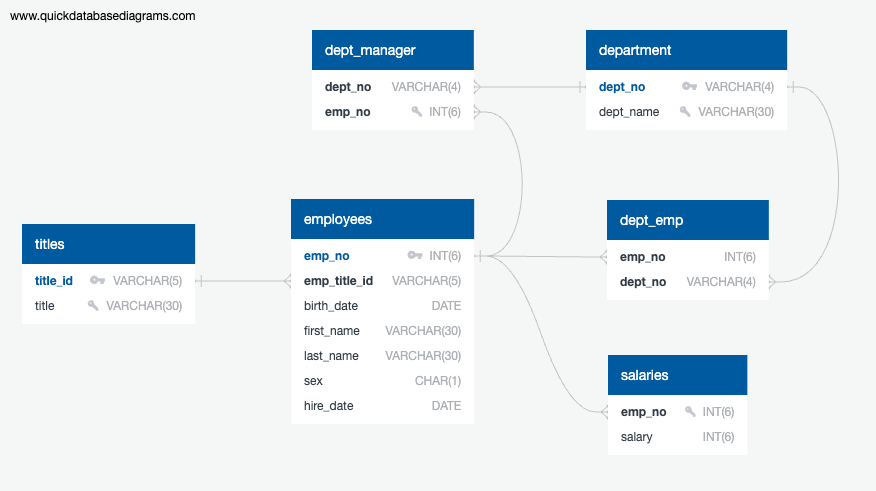 www.quickdatabasediagrams.com
dept_manager
dept_no VARCHAR(4)
emp_no INT(6)
department
dept_no VARCHAR(4)
dept_name VARCHAR(30)
titles
title_id VARCHAR(5)
title VARCHAR(30)
employees
emp_no INT(6)
emp_title_id VARCHAR(5)
birth_date DATE
first_name VARCHAR(30)
last_name VARCHAR(30)
sex CHAR(1)
hire_date DATE
dept_emp
emp_no INT(6)
dept_no VARCHAR(4)
salaries
emp_no INT(6)
salary INT(6)